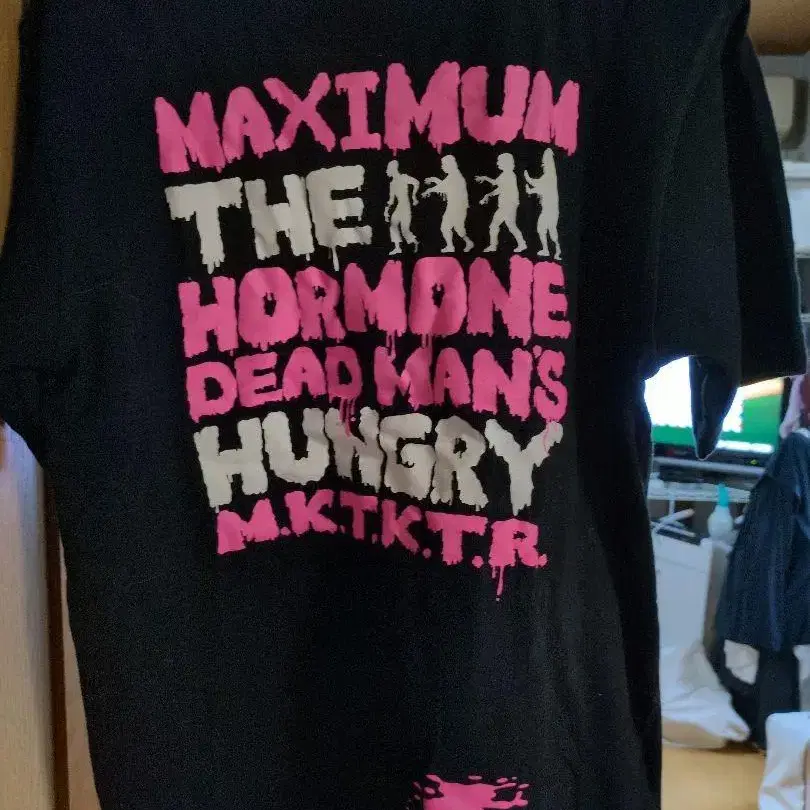 MAXIMUM
THE
HORMONE
DEAD MAN'S
HUNGRY
M.K.T.K.T.R.